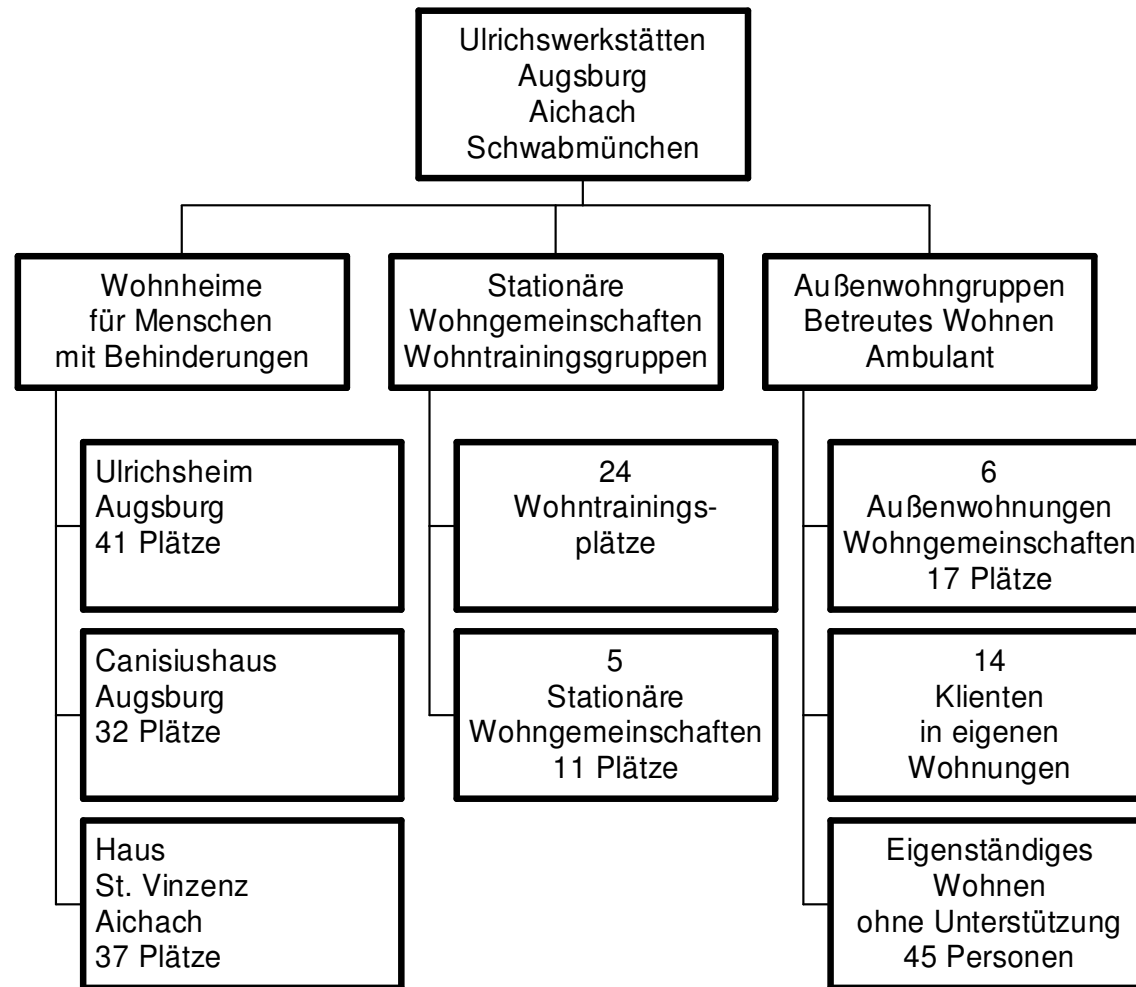 Ulrichswerkstätten
Augsburg
Aichach
Schwabmünchen
Wohnheime
für Menschen
mit Behinderungen
Stationäre
Wohngemeinschaften
Wohntrainingsgruppen
Außenwohngruppen
Betreutes Wohnen
Ambulant
Ulrichsheim
Augsburg
41 Plätze
24
Wohntrainings-
plätze
6
Außenwohnungen
Wohngemeinschaften
17 Plätze
Canisiushaus
Augsburg
32 Plätze
5
Stationäre
Wohngemeinschaften
11 Plätze
14
Klienten
in eigenen
Wohnungen
Haus
St. Vinzenz
Aichach
37 Plätze
Eigenständiges
Wohnen
ohne Unterstützung
45 Personen